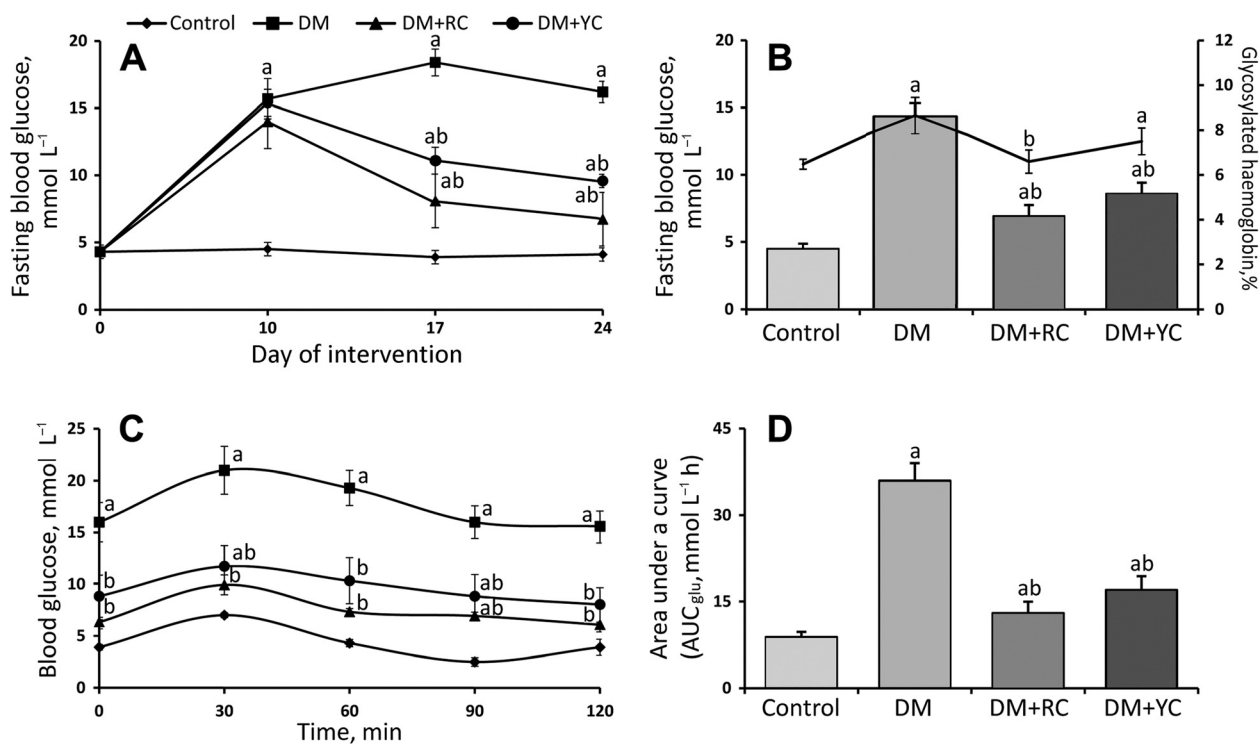 Control DM DM+RC DM+YC
A
Fasting blood glucose,
mmol L⁻¹
20
15
10
5
0
a
a
a
ab
ab
ab
ab
0 10 17 24
Day of intervention
B
Fasting blood glucose,
mmol L⁻¹
20
15
10
5
0
a
b
a
ab
ab
12
10
8
6
4
2
0
Glycosylated haemoglobin,%
Control DM DM+RC DM+YC
C
Blood glucose, mmol L⁻¹
25
20
15
10
5
0
a a a a a
b ab b ab b
b b b ab b
0 30 60 90 120
Time, min
D
Area under a curve
(AUC glu, mmol L⁻¹ h)
45
30
15
0
a
ab
ab
Control DM DM+RC DM+YC